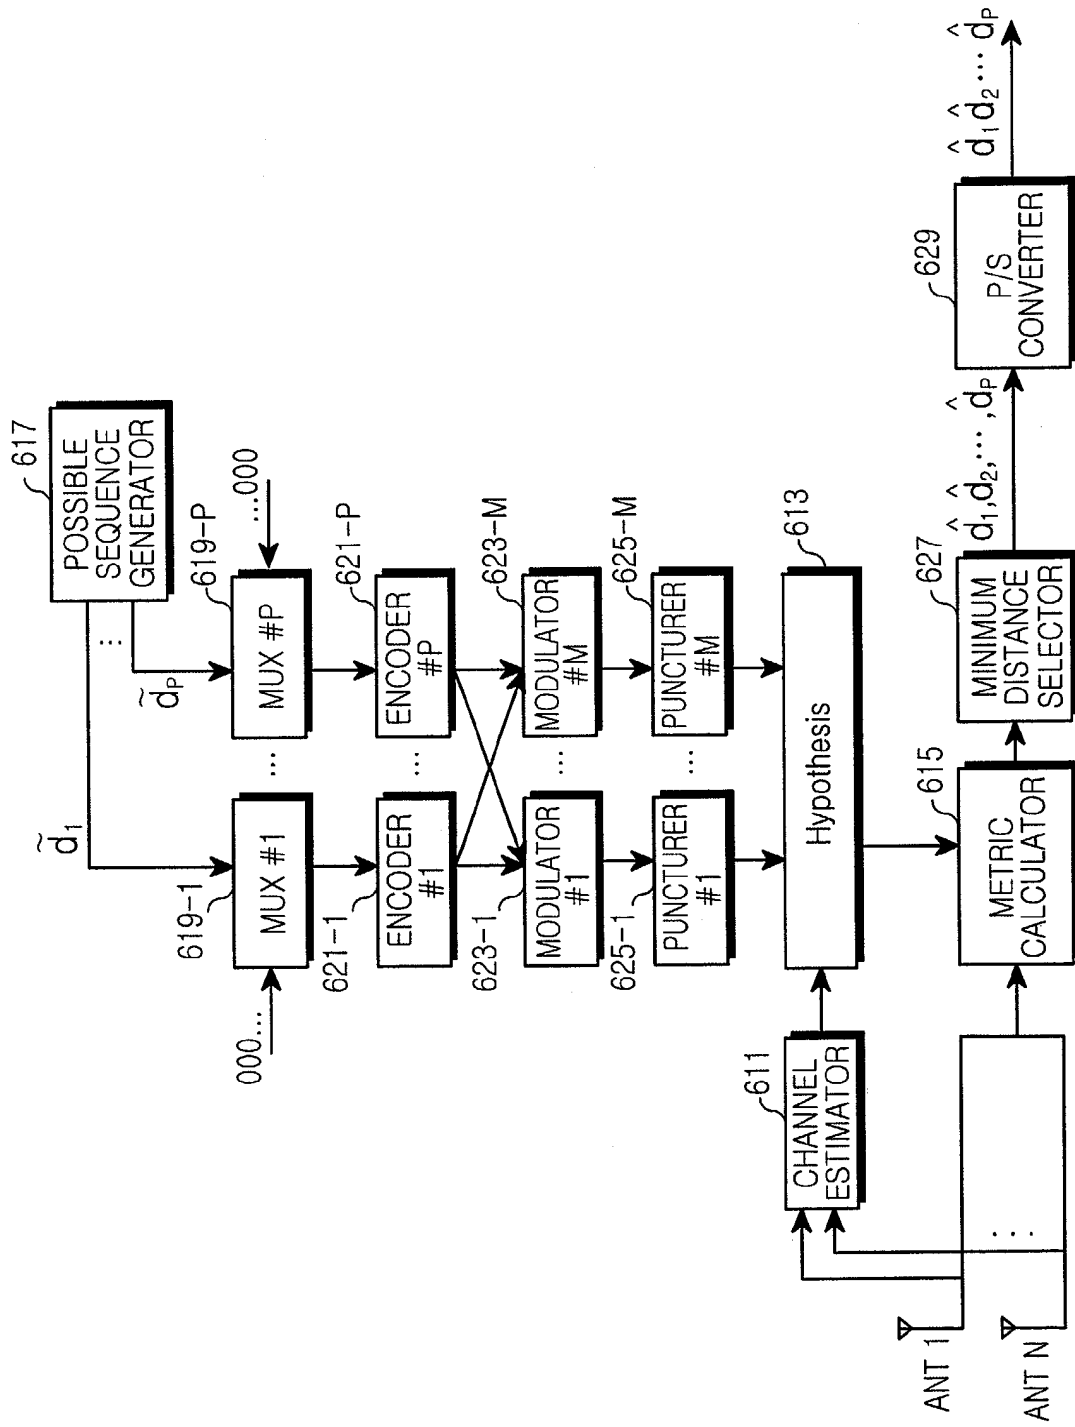 617
POSSIBLE
SEQUENCE
GENERATOR
d̃₁
⋮
d̃P
619-1
MUX #1
000...
...
619-P
MUX #P
...000
621-1
ENCODER
#1
...
621-P
ENCODER
#P
623-1
MODULATOR
#1
...
623-M
MODULATOR
#M
625-1
PUNCTURER
#1
...
625-M
PUNCTURER
#M
611
CHANNEL
ESTIMATOR
613
Hypothesis
ANT 1
...
ANT N
615
METRIC
CALCULATOR
627
MINIMUM
DISTANCE
SELECTOR
d̂₁,d̂₂,...,d̂P
629
P/S
CONVERTER
d̂₁d̂₂...d̂P